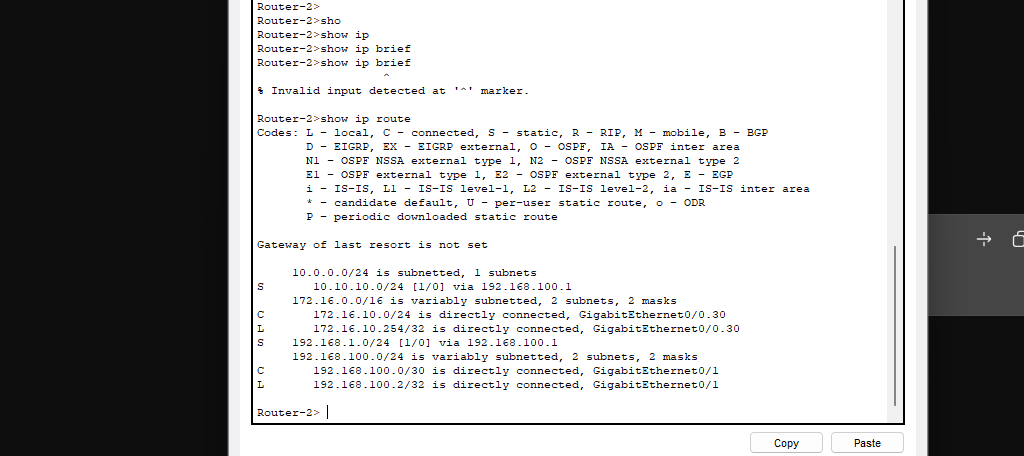 Router-2>
Router-2>sho
Router-2>show ip
Router-2>show ip brief
Router-2>show ip brief
^
% Invalid input detected at '^' marker.
Router-2>show ip route
Codes: L - local, C - connected, S - static, R - RIP, M - mobile, B - BGP
D - EIGRP, EX - EIGRP external, O - OSPF, IA - OSPF inter area
N1 - OSPF NSSA external type 1, N2 - OSPF NSSA external type 2
E1 - OSPF external type 1, E2 - OSPF external type 2, E - EGP
i - IS-IS, L1 - IS-IS level-1, L2 - IS-IS level-2, ia - IS-IS inter area
* - candidate default, U - per-user static route, o - ODR
P - periodic downloaded static route
Gateway of last resort is not set
10.0.0.0/24 is subnetted, 1 subnets
S 10.10.10.0/24 [1/0] via 192.168.100.1
172.16.0.0/16 is variably subnetted, 2 subnets, 2 masks
C 172.16.10.0/24 is directly connected, GigabitEthernet0/0.30
L 172.16.10.254/32 is directly connected, GigabitEthernet0/0.30
S 192.168.1.0/24 [1/0] via 192.168.100.1
192.168.100.0/24 is variably subnetted, 2 subnets, 2 masks
C 192.168.100.0/30 is directly connected, GigabitEthernet0/1
L 192.168.100.2/32 is directly connected, GigabitEthernet0/1
Router-2>
Copy Paste